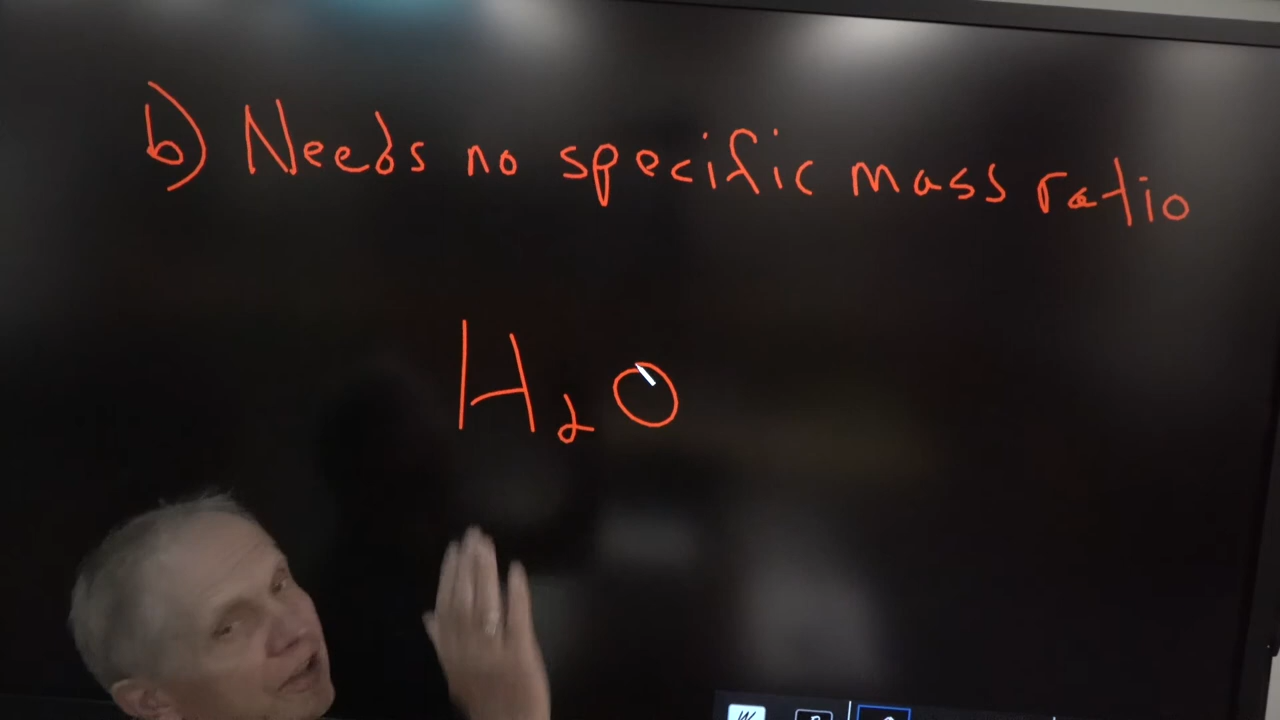 b) Needs no specific mass ratio
H₂O